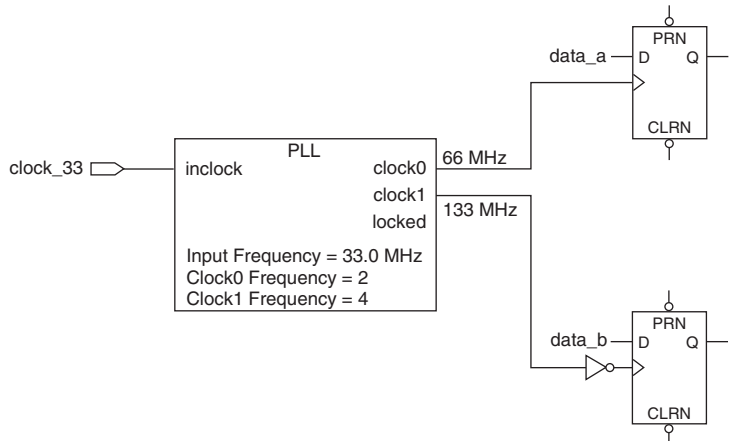 PRN
data_a
D
Q
CLRN
PLL
clock_33
inclock
clock0
66 MHz
clock1
133 MHz
locked
Input Frequency = 33.0 MHz
Clock0 Frequency = 2
Clock1 Frequency = 4
PRN
data_b
D
Q
CLRN